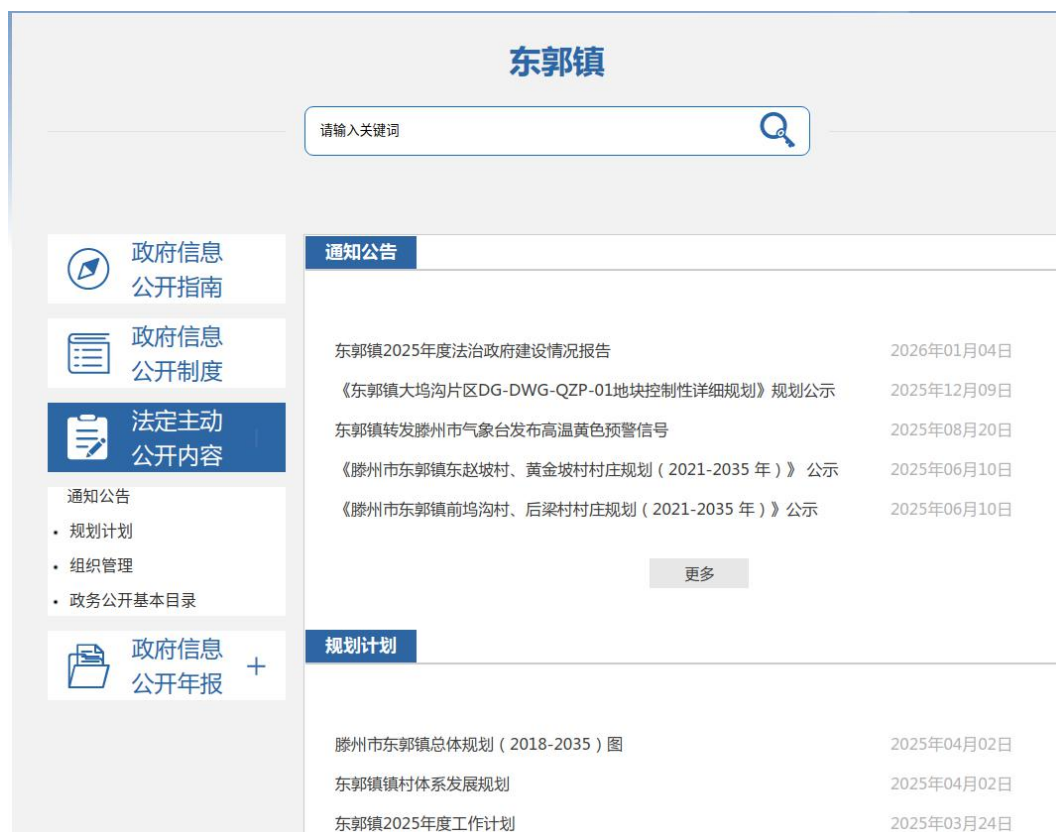 东郭镇
请输入关键词
政府信息
公开指南
政府信息
公开制度
法定主动
公开内容
通知公告
• 规划计划
• 组织管理
• 政务公开基本目录
政府信息
公开年报
+
通知公告
东郭镇2025年度法治政府建设情况报告 2026年01月04日
《东郭镇大坞沟片区DG-DWG-QZP-01地块控制性详细规划》规划公示 2025年12月09日
东郭镇转发滕州市气象台发布高温黄色预警信号 2025年08月20日
《滕州市东郭镇东赵坡村、黄金坡村村庄规划（2021-2035 年）》 公示 2025年06月10日
《滕州市东郭镇前坞沟村、后梁村村庄规划（2021-2035 年）》公示 2025年06月10日
更多
规划计划
滕州市东郭镇总体规划（2018-2035）图 2025年04月02日
东郭镇镇村体系发展规划 2025年04月02日
东郭镇2025年度工作计划 2025年03月24日